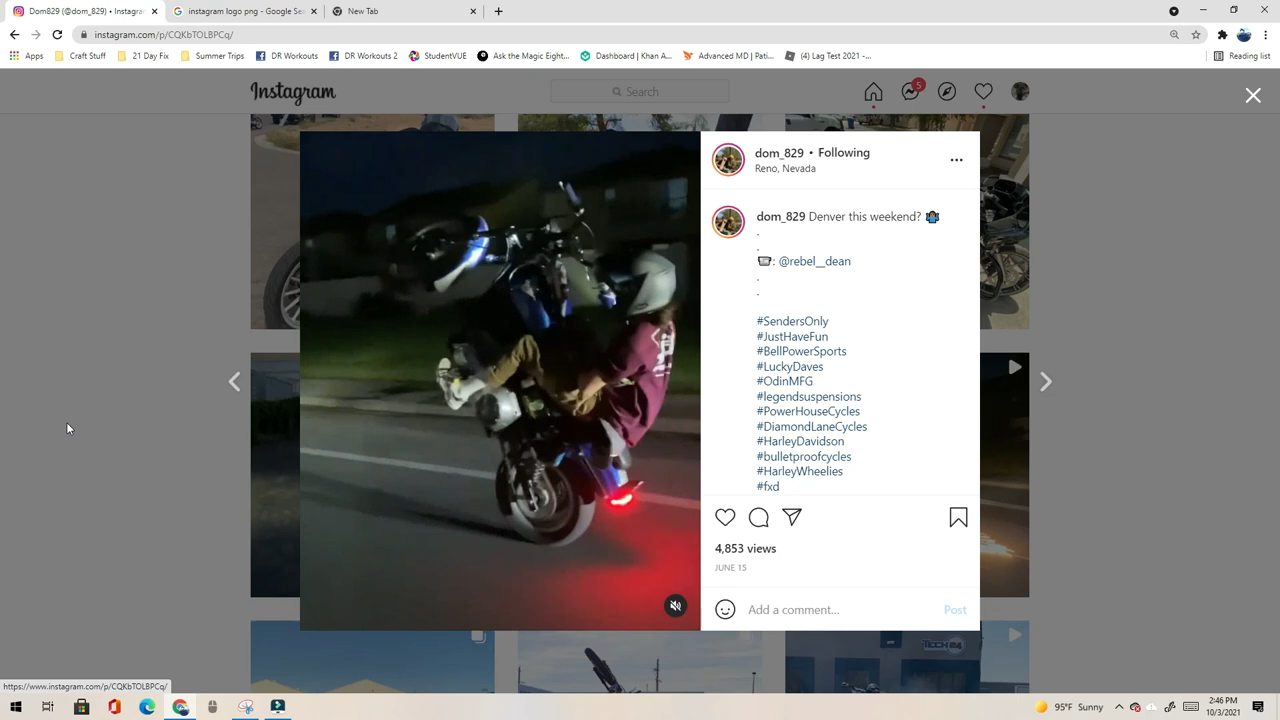 Dom829 (@dom_829) • Instagram
instagram logo png - Google Se
New Tab
instagram.com/p/CQKbTOLBPCq/
Apps
Craft Stuff
21 Day Fix
Summer Trips
DR Workouts
DR Workouts 2
StudentVUE
Ask the Magic Eight...
Dashboard | Khan A...
Advanced MD | Pati...
(4) Lag Test 2021 -...
Reading list
Instagram
Search
5
dom_829 • Following
Reno, Nevada
dom_829 Denver this weekend?
.
.
: @rebel__dean
.
.
#SendersOnly
#JustHaveFun
#BellPowerSports
#LuckyDaves
#OdinMFG
#legendsuspensions
#PowerHouseCycles
#DiamondLaneCycles
#HarleyDavidson
#bulletproofcycles
#HarleyWheelies
#fxd
4,853 views
JUNE 15
Add a comment...
Post
TECH 24
https://www.instagram.com/p/CQKbTOLBPCq/
95°F Sunny
2:46 PM
10/3/2021